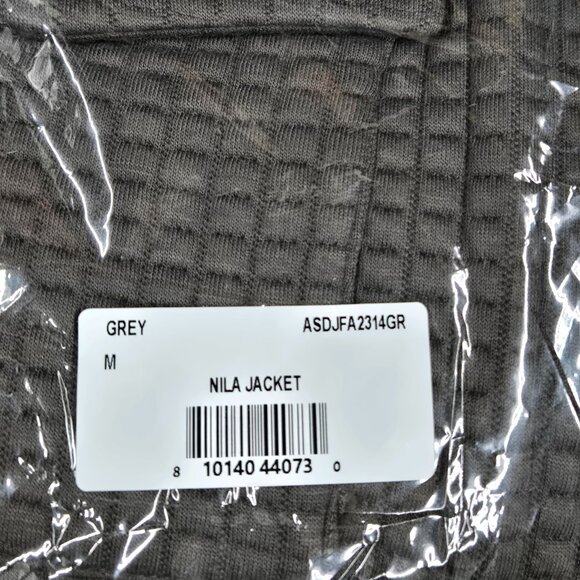 GREY ASDJFA2314GR
M
NILA JACKET
8 10140 44073 0